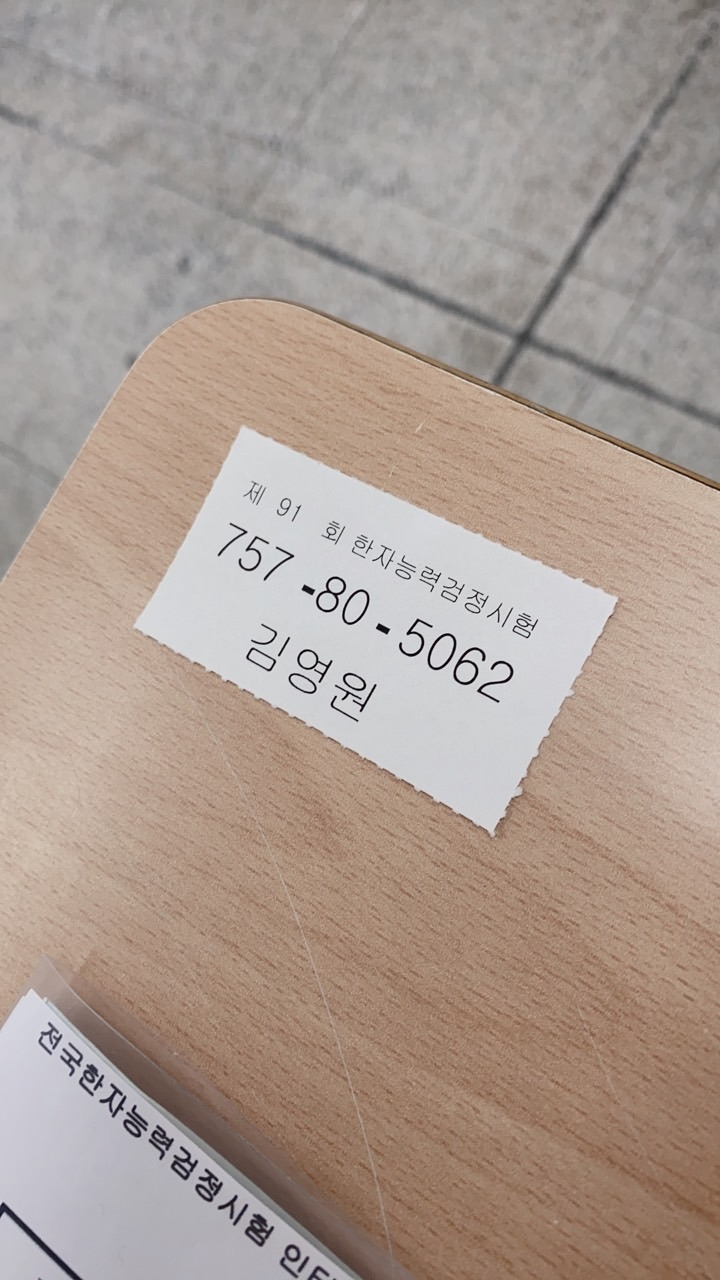 제 91 회 한자능력검정시험
757-80-5062
김영원
전국한자능력검정시험